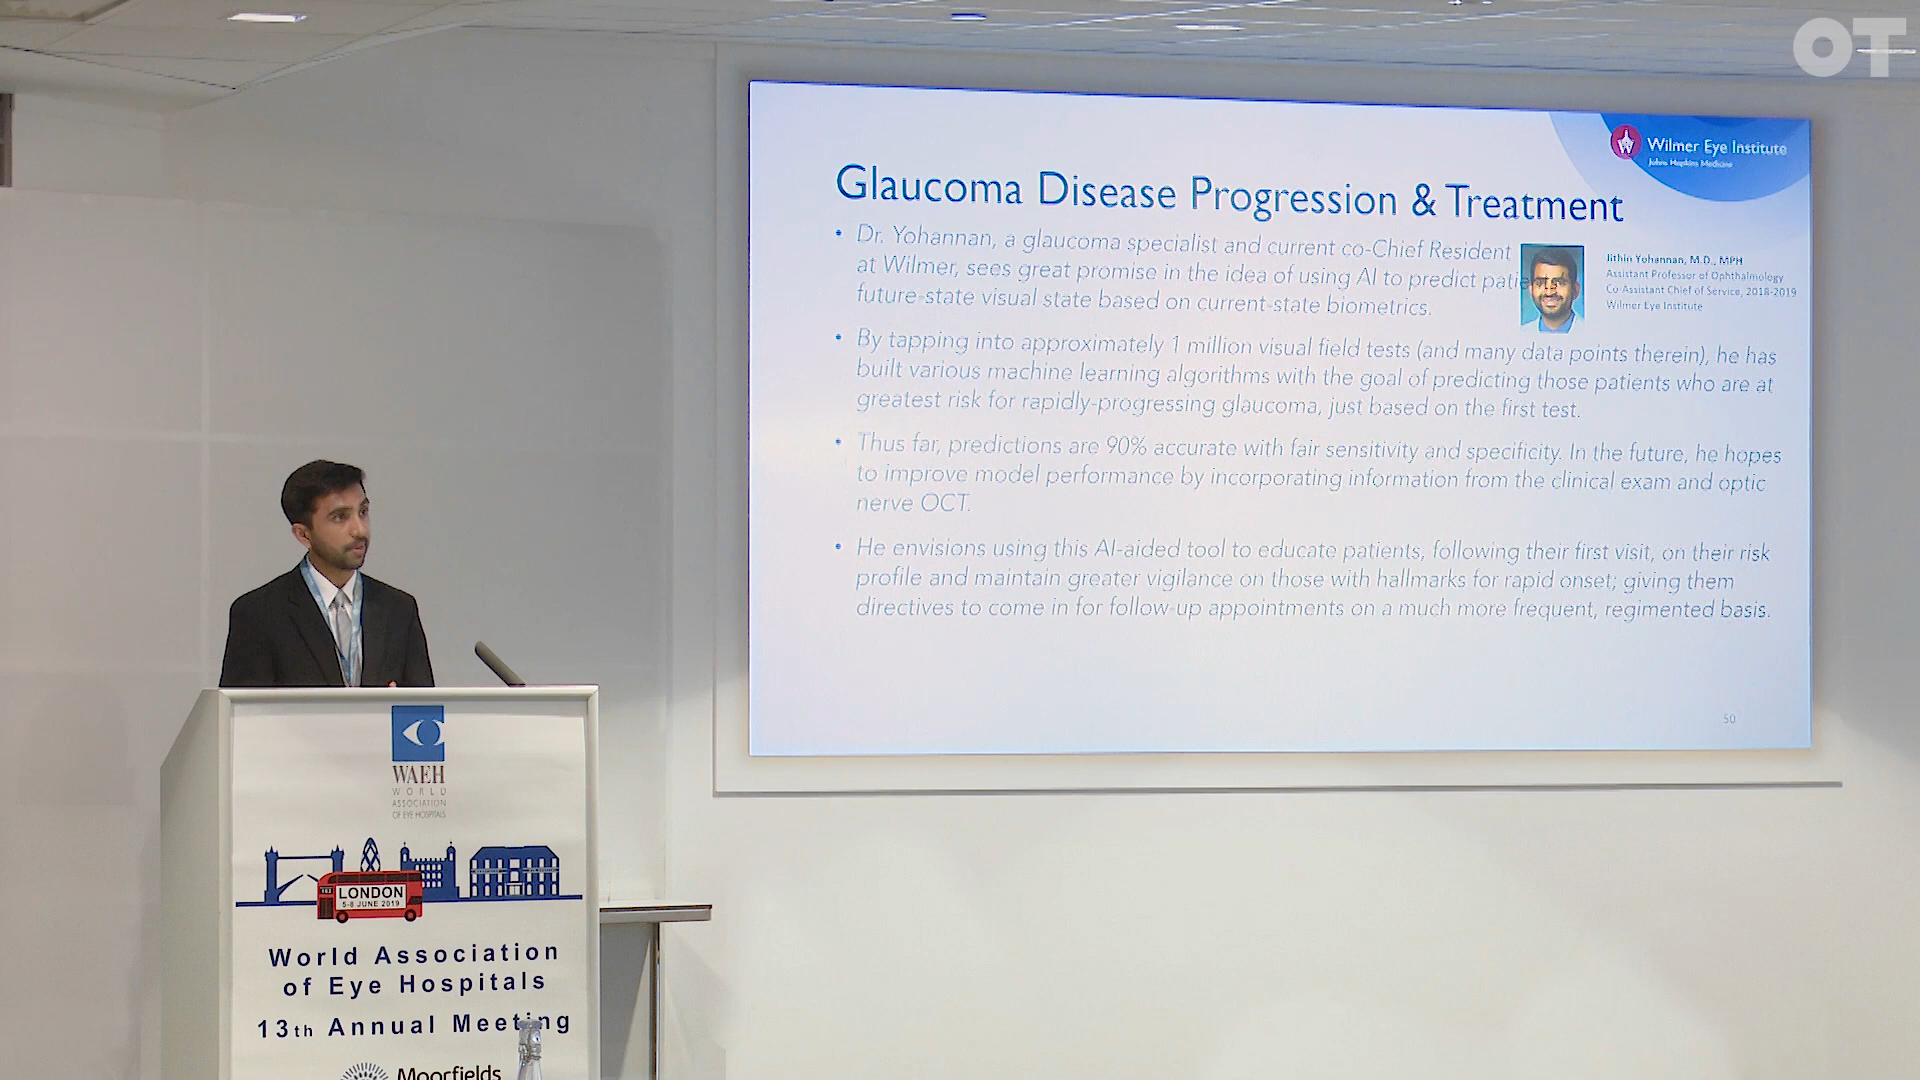 OT
Wilmer Eye Institute
Johns Hopkins Medicine
Glaucoma Disease Progression & Treatment
• Dr. Yohannan, a glaucoma specialist and current co-Chief Resident
at Wilmer, sees great promise in the idea of using AI to predict
future-state visual state based on current-state biometrics.
Jithin Yohannan, M.D., MPH
Assistant Professor of Ophthalmology
Co-Assistant Chief of Service, 2018-2019
Wilmer Eye Institute
• By tapping into approximately 1 million visual field tests (and many data points therein), he has
built various machine learning algorithms with the goal of predicting those patients who are at
greatest risk for rapidly-progressing glaucoma, just based on the first test.
• Thus far, predictions are 90% accurate with fair sensitivity and specificity. In the future, he hopes
to improve model performance by incorporating information from the clinical exam and optic
nerve OCT.
• He envisions using this AI-aided tool to educate patients, following their first visit, on their risk
profile and maintain greater vigilance on those with hallmarks for rapid onset; giving them
directives to come in for follow-up appointments on a much more frequent, regimented basis.
50
WAEH
WORLD
ASSOCIATION
OF EYE HOSPITALS
LONDON
5-8 JUNE 2019
World Association
of Eye Hospitals
13th Annual Meeting
Moorfields